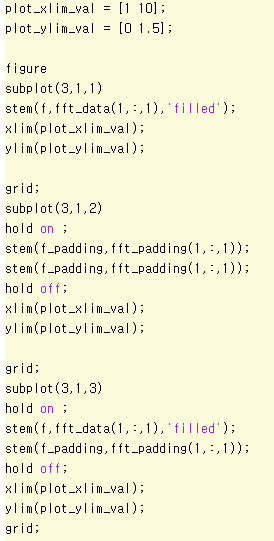 plot_xlim_val = [1 10];
plot_ylim_val = [0 1.5];
figure
subplot(3,1,1)
stem(f,fft_data(1,:,1),'filled');
xlim(plot_xlim_val);
ylim(plot_ylim_val);
grid;
subplot(3,1,2)
hold on ;
stem(f_padding,fft_padding(1,:,1));
stem(f_padding,fft_padding(1,:,1));
hold off;
xlim(plot_xlim_val);
ylim(plot_ylim_val);
grid;
subplot(3,1,3)
hold on ;
stem(f,fft_data(1,:,1),'filled');
stem(f_padding,fft_padding(1,:,1));
hold off;
xlim(plot_xlim_val);
ylim(plot_ylim_val);
grid;